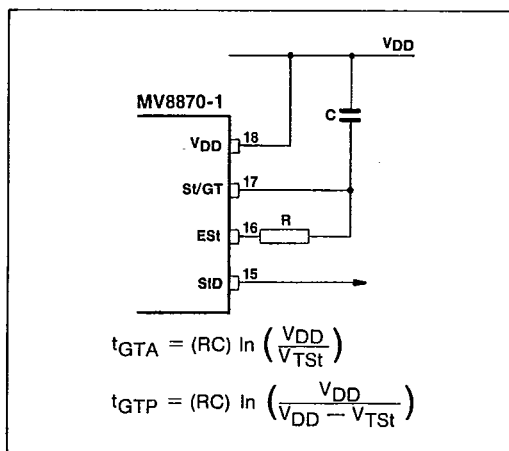 VDD
MV8870-1
C
VDD 18
St/GT 17
ESt 16 R
StD 15
tGTA = (RC) ln (VDD / VTSt)
tGTP = (RC) ln (VDD / VDD – VTSt)